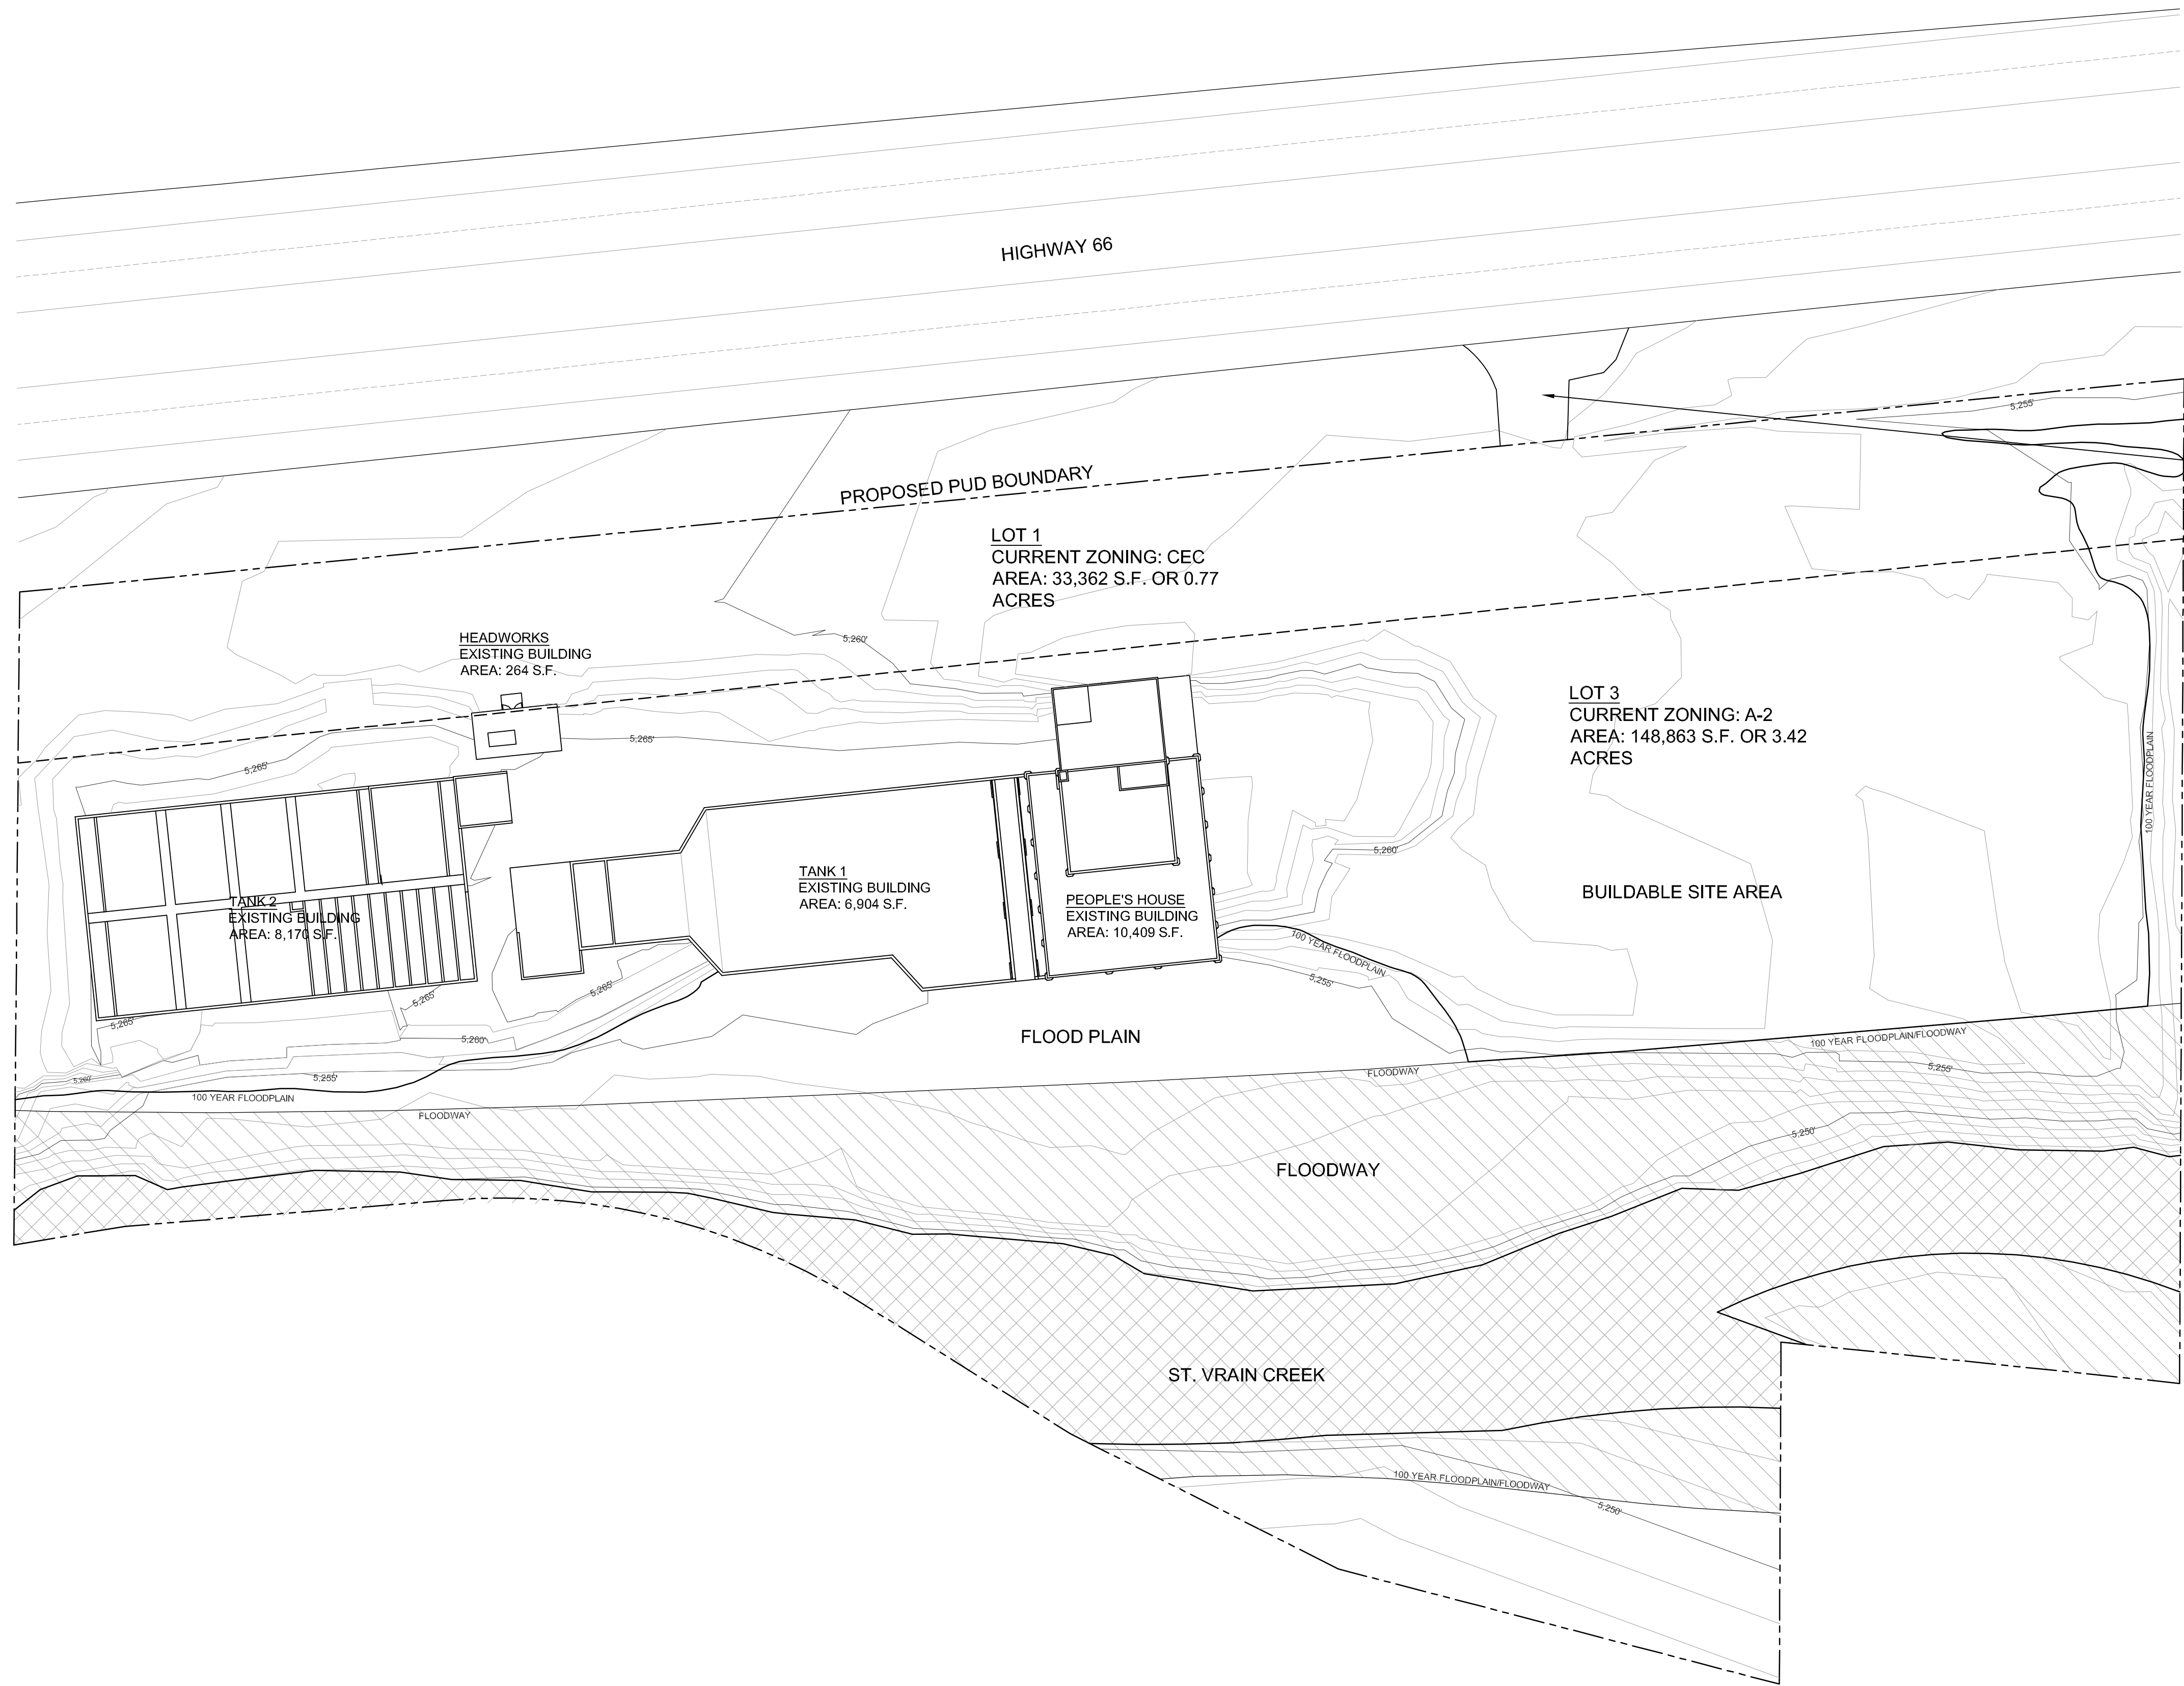 HIGHWAY 66
5,255'
PROPOSED PUD BOUNDARY
LOT 1
CURRENT ZONING: CEC
AREA: 33,362 S.F. OR 0.77
ACRES
HEADWORKS
EXISTING BUILDING
AREA: 264 S.F.
5,260'
LOT 3
CURRENT ZONING: A-2
AREA: 148,863 S.F. OR 3.42
ACRES
5,265'
5,265'
100 YEAR FLOODPLAIN
5,260'
TANK 1
EXISTING BUILDING
AREA: 6,904 S.F.
BUILDABLE SITE AREA
TANK 2
EXISTING BUILDING
AREA: 8,170 S.F.
PEOPLE'S HOUSE
EXISTING BUILDING
AREA: 10,409 S.F.
100 YEAR FLOODPLAIN
5,255'
5,265'
5,265'
5,265'
FLOOD PLAIN
5,260'
100 YEAR FLOODPLAIN/FLOODWAY
5,255'
FLOODWAY
5,260'
5,255'
100 YEAR FLOODPLAIN
FLOODWAY
5,250'
FLOODWAY
ST. VRAIN CREEK
100 YEAR FLOODPLAIN/FLOODWAY
5,250'